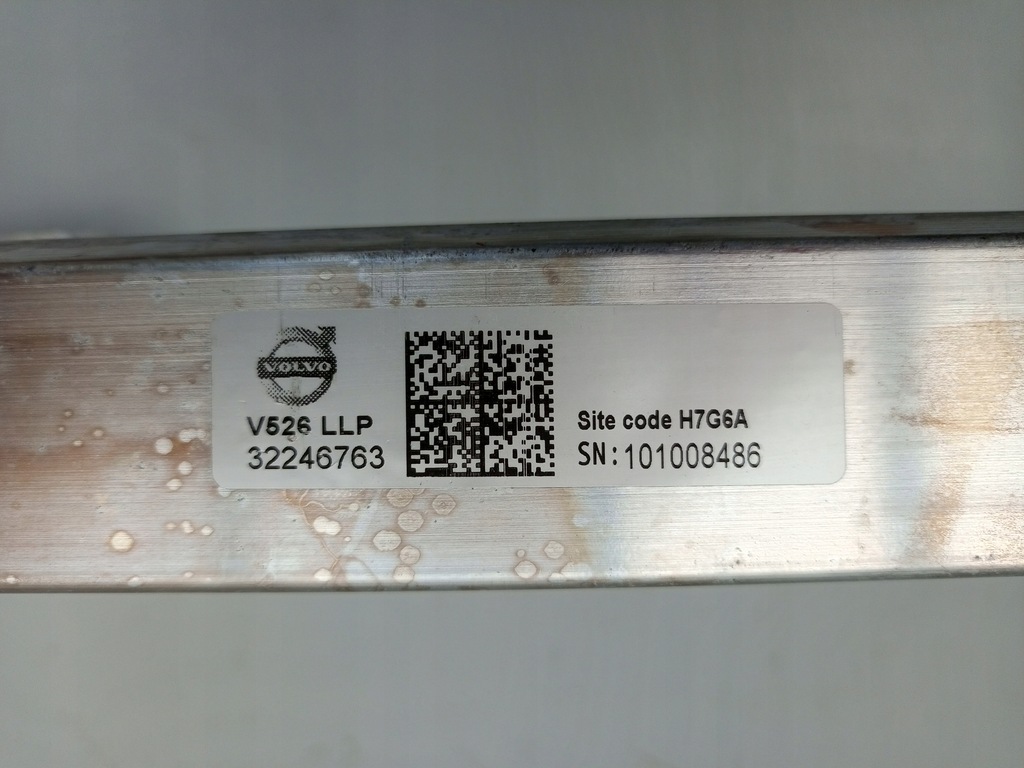 VOLVO
V526 LLP
32246763
Site code H7G6A
SN:101008486